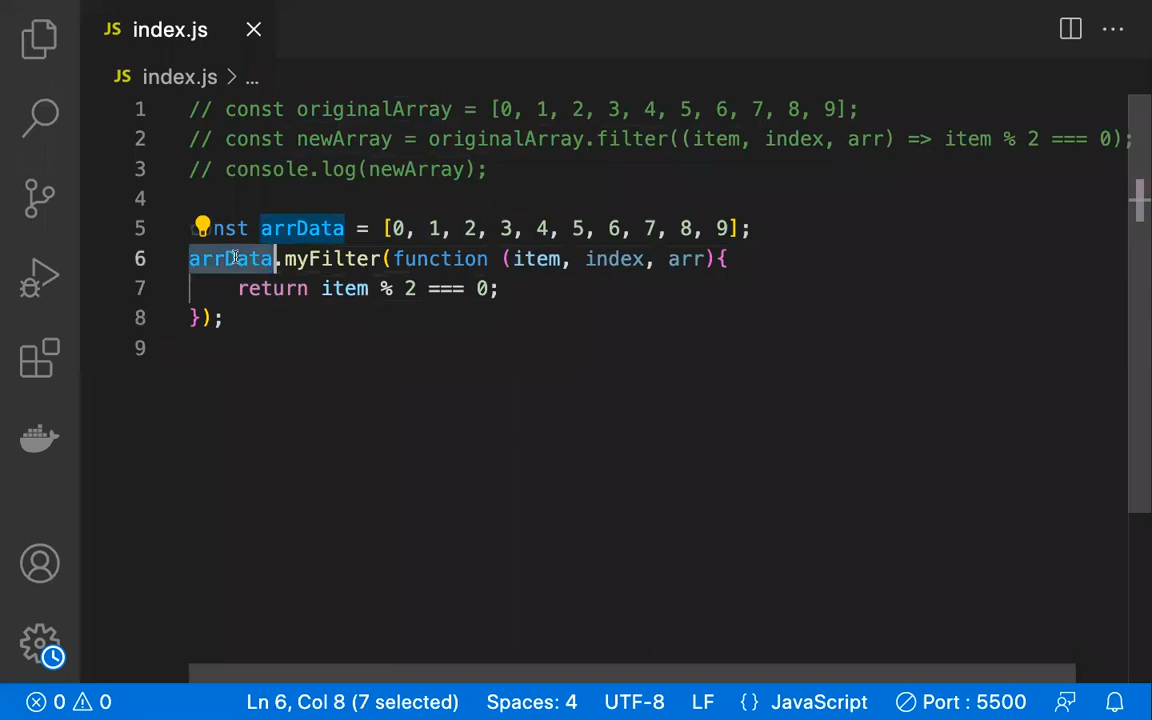 JS index.js
JS index.js > ...
1 // const originalArray = [0, 1, 2, 3, 4, 5, 6, 7, 8, 9];
2 // const newArray = originalArray.filter((item, index, arr) => item % 2 === 0);
3 // console.log(newArray);
4
5 const arrData = [0, 1, 2, 3, 4, 5, 6, 7, 8, 9];
6 arrData.myFilter(function (item, index, arr){
7 return item % 2 === 0;
8 });
9
0 0 Ln 6, Col 8 (7 selected) Spaces: 4 UTF-8 LF {} JavaScript Port : 5500